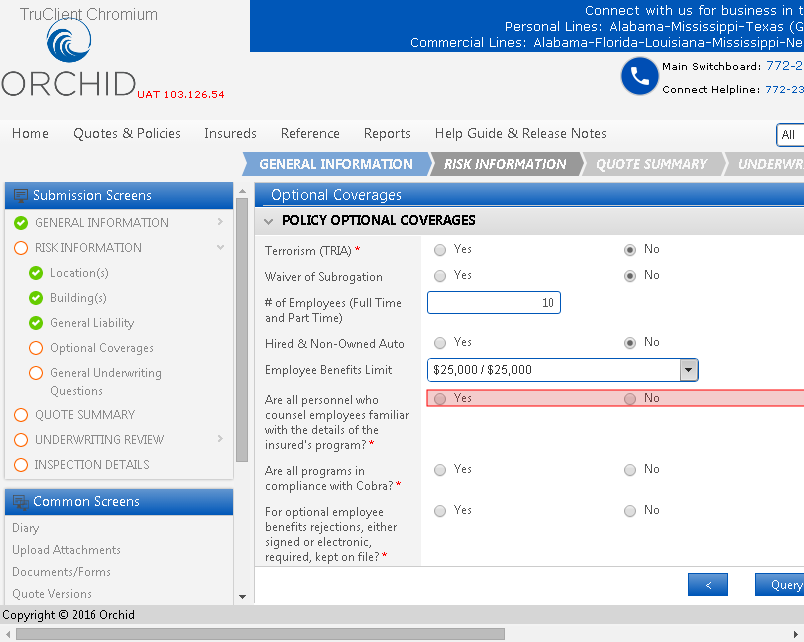 TruClient Chromium
ORCHID
UAT 103.126.54
Connect with us for business in t
Personal Lines: Alabama-Mississippi-Texas (G
Commercial Lines: Alabama-Florida-Louisiana-Mississippi-Ne
Main Switchboard: 772-2
Connect Helpline: 772-23
Home Quotes & Policies Insureds Reference Reports Help Guide & Release Notes All
GENERAL INFORMATION RISK INFORMATION QUOTE SUMMARY UNDERWR
Submission Screens
GENERAL INFORMATION
RISK INFORMATION
Location(s)
Building(s)
General Liability
Optional Coverages
General Underwriting
Questions
QUOTE SUMMARY
UNDERWRITING REVIEW
INSPECTION DETAILS
Common Screens
Diary
Upload Attachments
Documents/Forms
Quote Versions
Optional Coverages
POLICY OPTIONAL COVERAGES
Terrorism (TRIA) * Yes No
Waiver of Subrogation Yes No
# of Employees (Full Time
and Part Time)
10
Hired & Non-Owned Auto Yes No
Employee Benefits Limit $25,000 / $25,000
Are all personnel who
counsel employees familiar
with the details of the
insured's program? *
Yes No
Are all programs in
compliance with Cobra? *
Yes No
For optional employee
benefits rejections, either
signed or electronic,
required, kept on file? *
Yes No
< Query
Copyright © 2016 Orchid